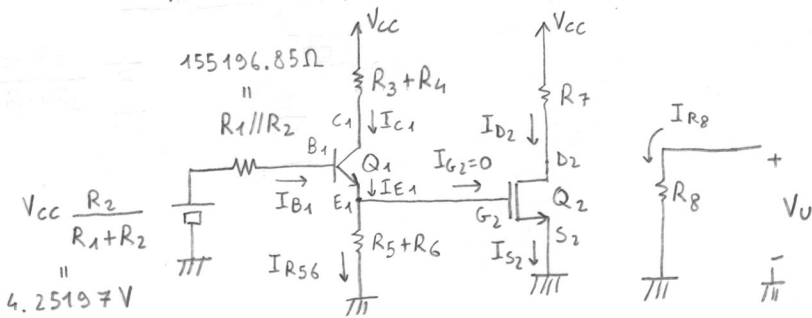 VCC
VCC
155196.85Ω
R3+R4
=
R7
R1//R2
C1
IC1
ID2
IR8
B1
Q1
IG2=0
D2
+
IB1
IE1
R8
VCC R2
E1
Q2
VU
R1+R2
G2
R5+R6
S2
=
IR56
IS2
-
4.25197V